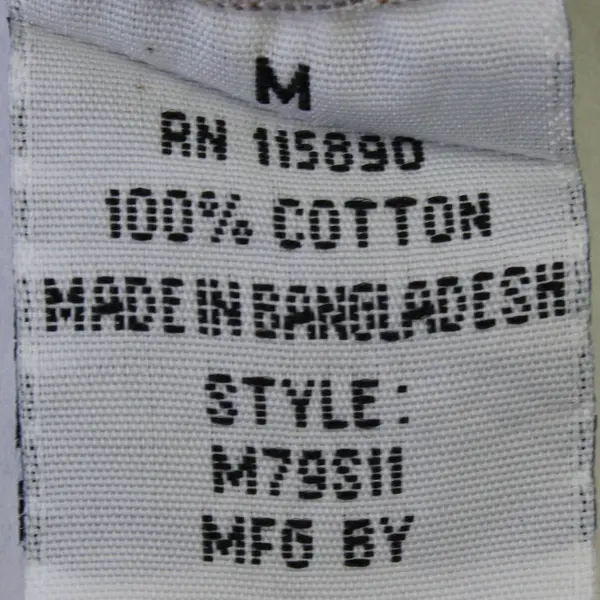 M
RN 115890
100% COTTON
MADE IN BANGLADESH
STYLE:
M79S11
MFG BY